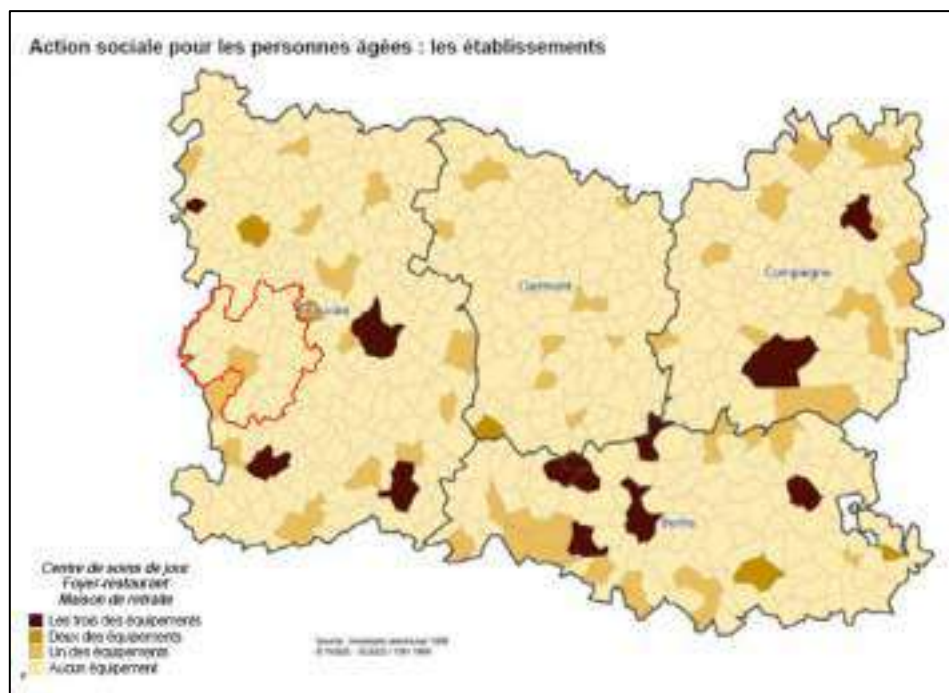 Action sociale pour les personnes âgées : les établissements
Clermont
Compiègne
Senlis
Centre de soins de jour
Foyer-restaurant
Maison de retraite
Les trois des équipements
Deux des équipements
Un des équipements
Aucun équipement